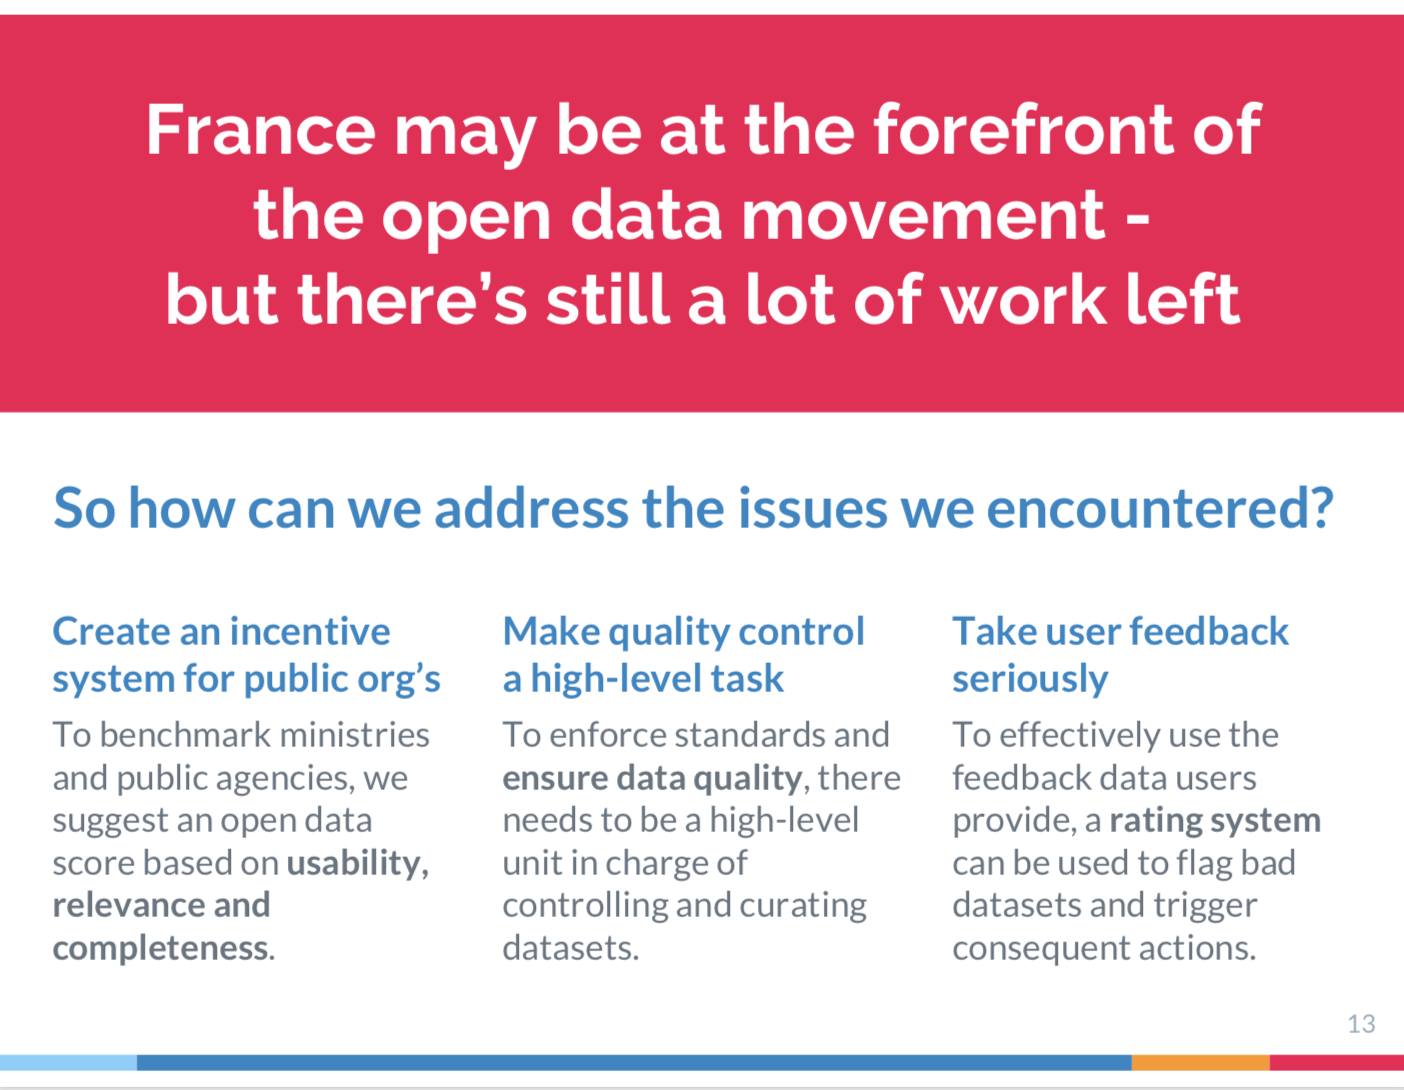 France may be at the forefront of
the open data movement -
but there’s still a lot of work left
So how can we address the issues we encountered?
Create an incentive
system for public org’s
To benchmark ministries
and public agencies, we
suggest an open data
score based on usability,
relevance and
completeness.
Make quality control
a high-level task
To enforce standards and
ensure data quality, there
needs to be a high-level
unit in charge of
controlling and curating
datasets.
Take user feedback
seriously
To effectively use the
feedback data users
provide, a rating system
can be used to flag bad
datasets and trigger
consequent actions.
13